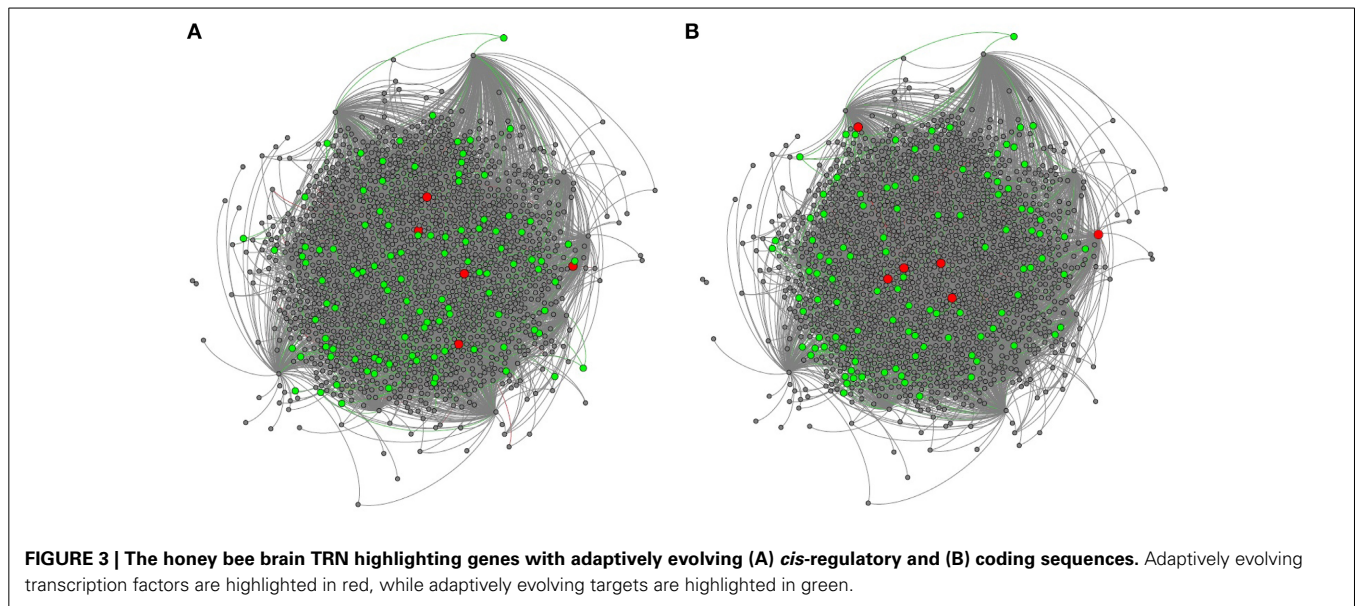 A
B
FIGURE 3 | The honey bee brain TRN highlighting genes with adaptively evolving (A) cis-regulatory and (B) coding sequences. Adaptively evolving
transcription factors are highlighted in red, while adaptively evolving targets are highlighted in green.